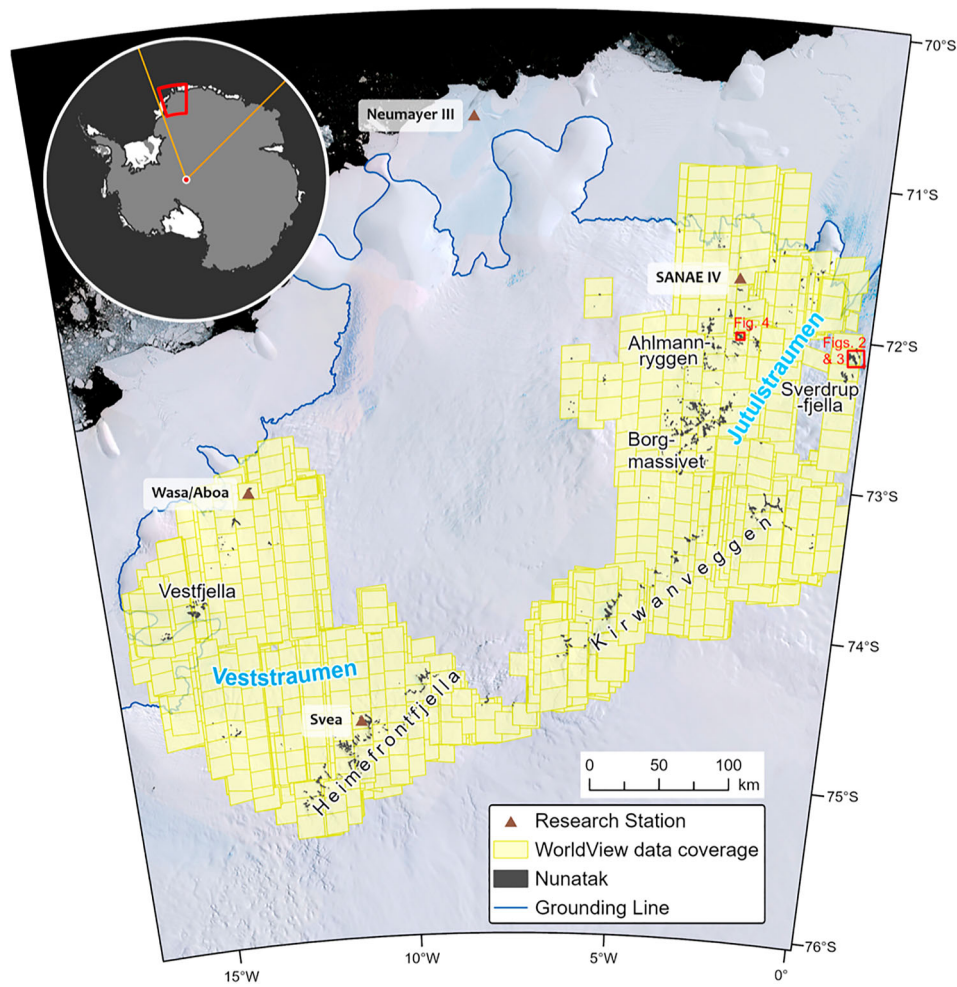 70°S
Neumayer III
71°S
SANAE IV
Fig. 4
Ahlmann-
ryggen
72°S
Figs. 2
& 3
Jutulstraumen
Sverdrup
-fjella
Borg-
massivet
Wasa/Aboa
73°S
Kirwanveggen
Vestfjella
74°S
Veststraumen
Svea
Heimefrontfjella
0 50 100
km
75°S
Research Station
WorldView data coverage
Nunatak
Grounding Line
76°S
15°W 10°W 5°W 0°